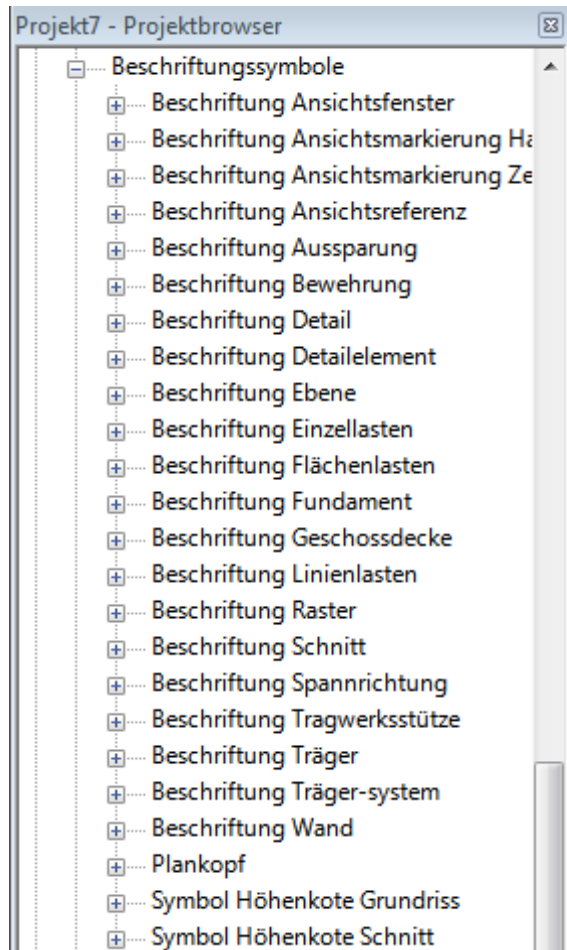 Projekt7 - Projektbrowser
Beschriftungssymbole
Beschriftung Ansichtsfenster
Beschriftung Ansichtsmarkierung Ha
Beschriftung Ansichtsmarkierung Ze
Beschriftung Ansichtsreferenz
Beschriftung Aussparung
Beschriftung Bewehrung
Beschriftung Detail
Beschriftung Detailelement
Beschriftung Ebene
Beschriftung Einzellasten
Beschriftung Flächenlasten
Beschriftung Fundament
Beschriftung Geschossdecke
Beschriftung Linienlasten
Beschriftung Raster
Beschriftung Schnitt
Beschriftung Spannrichtung
Beschriftung Tragwerksstütze
Beschriftung Träger
Beschriftung Träger-system
Beschriftung Wand
Plankopf
Symbol Höhenkote Grundriss
Symbol Höhenkote Schnitt